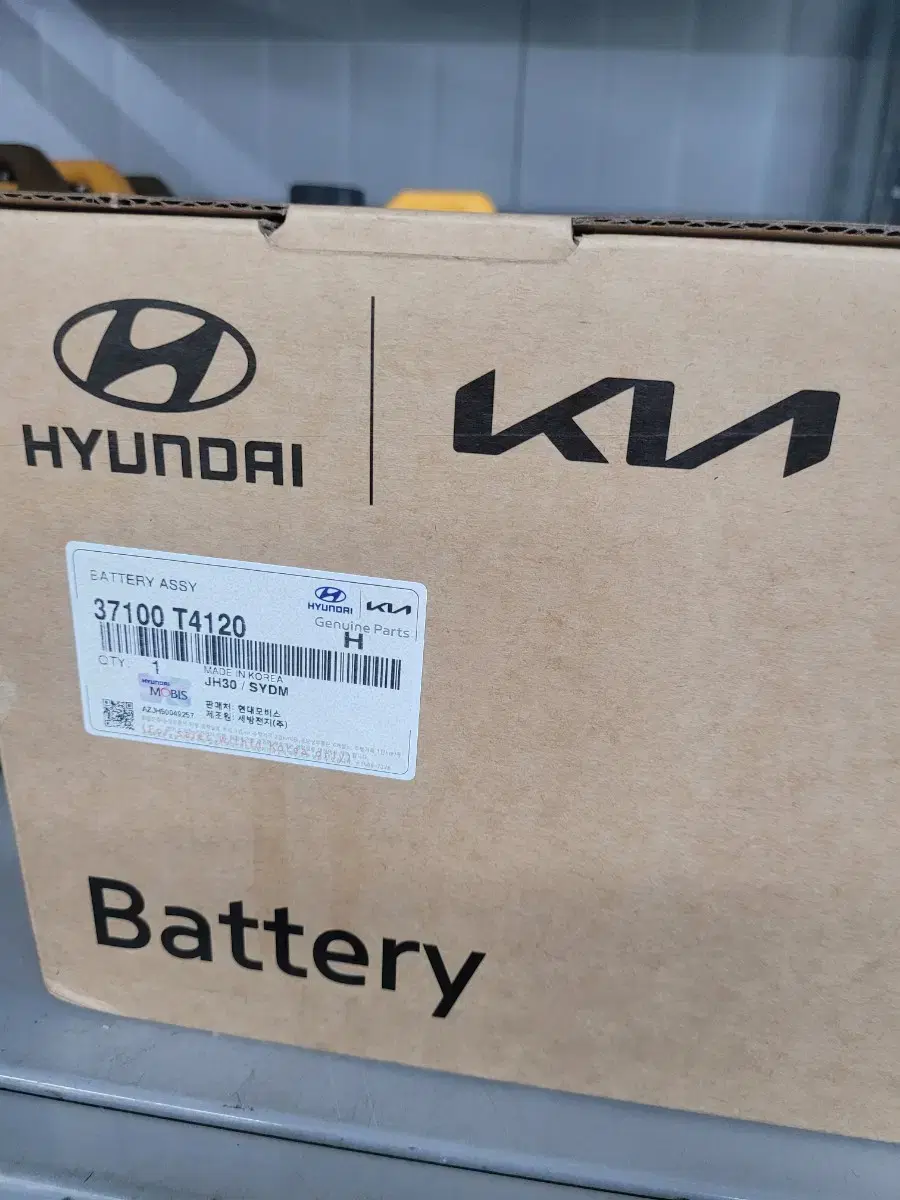 HYUNDAI
KIA
BATTERY ASSY
37100 T4120
HYUNDAI KIA
Genuine Parts
H
QTY. 1
MADE IN KOREA
JH30 / SYDM
HYUNDAI
MOBIS
판매처: 현대모비스
제조원: 세방전지(주)
Battery